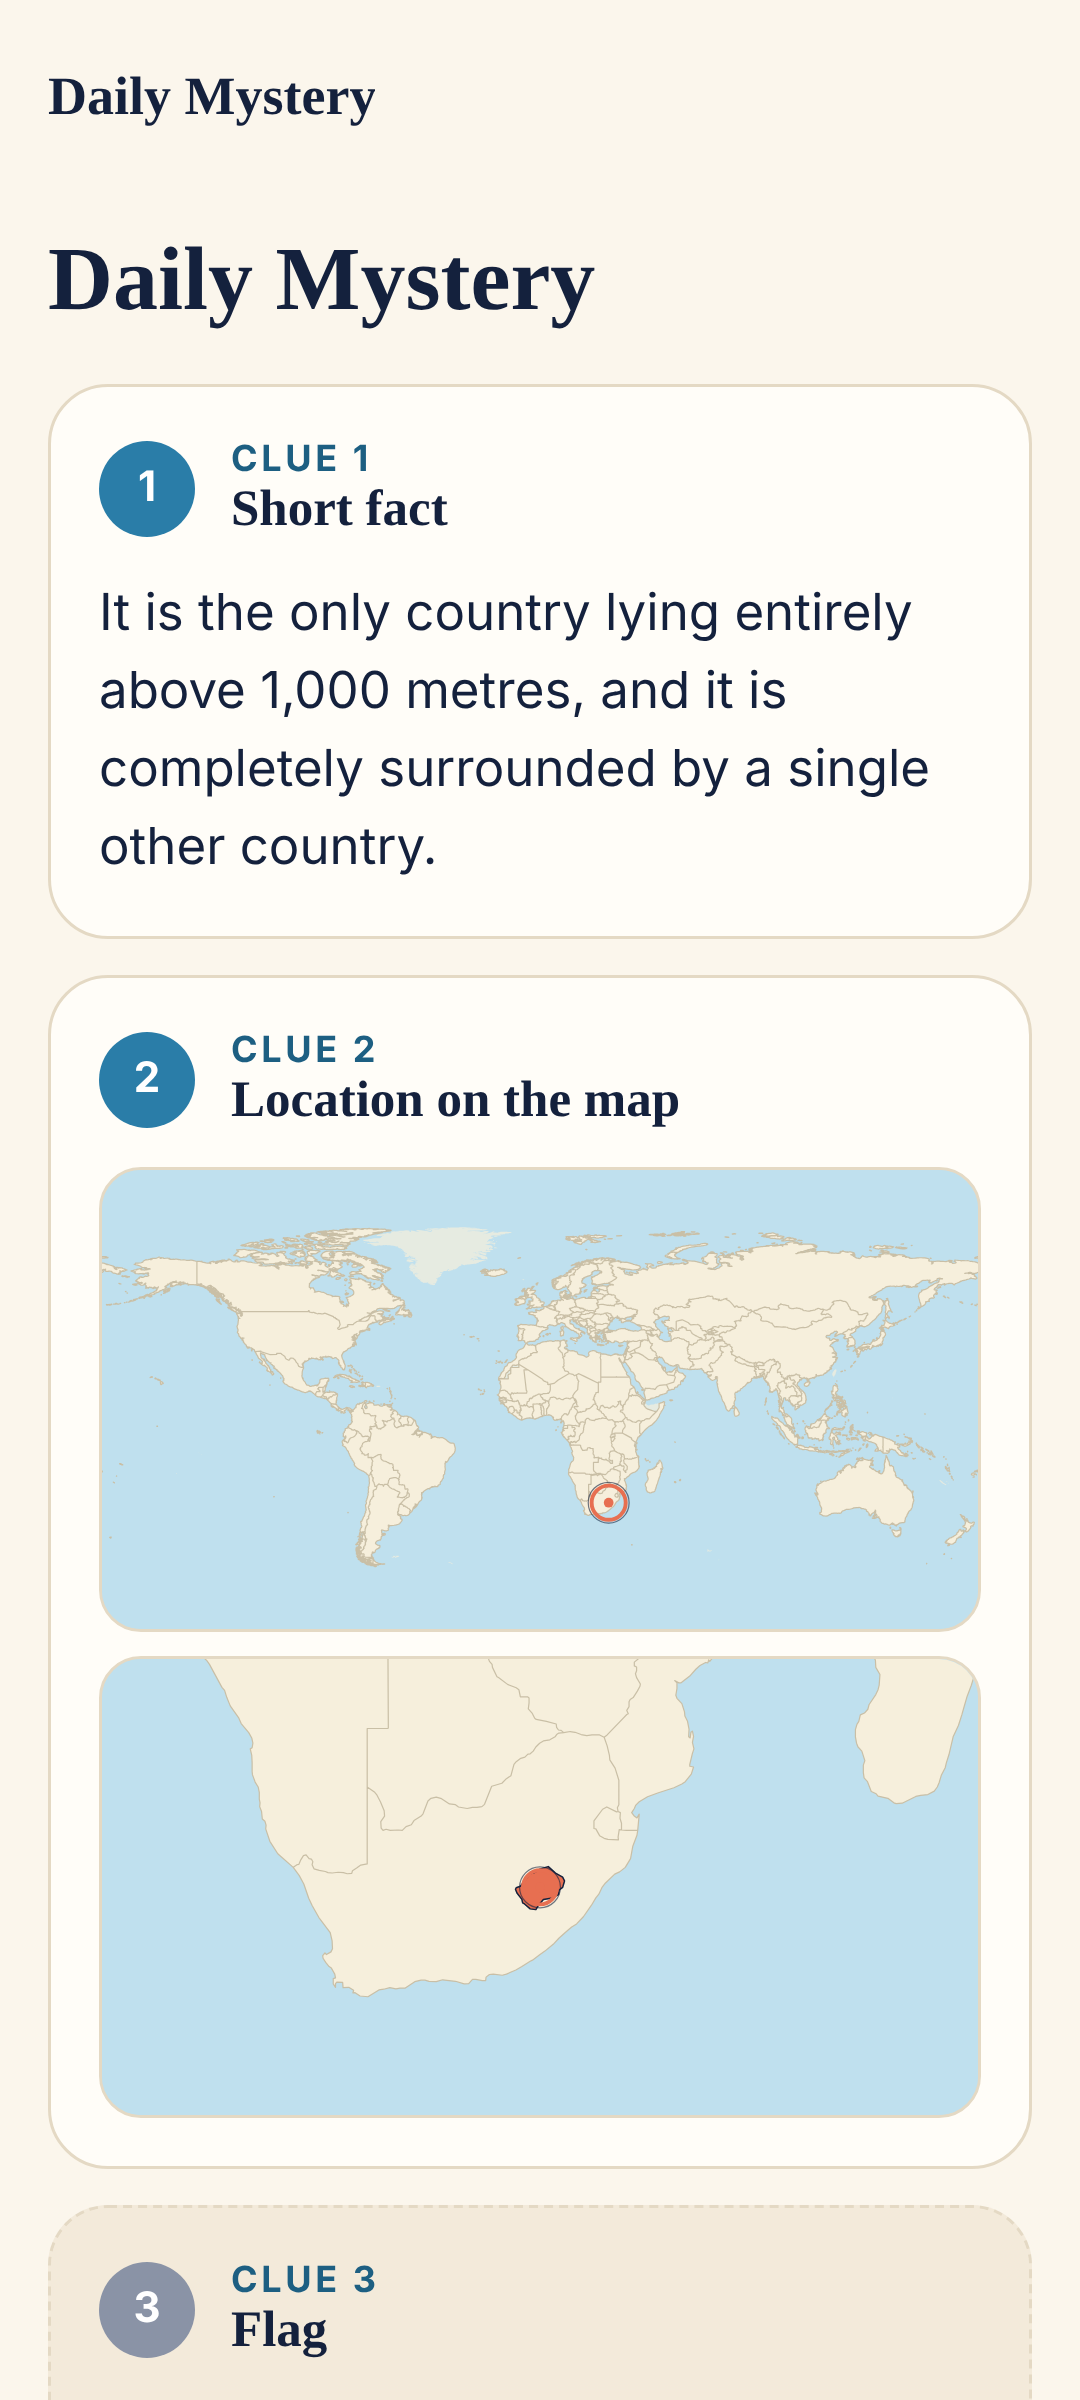 Daily Mystery
Daily Mystery
1
CLUE 1
Short fact
It is the only country lying entirely
above 1,000 metres, and it is
completely surrounded by a single
other country.
2
CLUE 2
Location on the map
3
CLUE 3
Flag